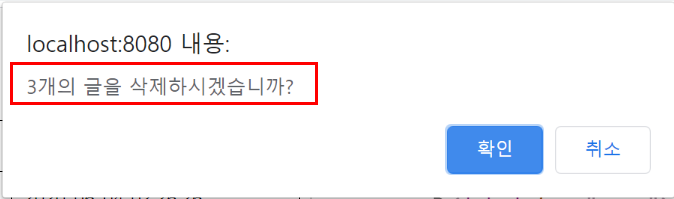 localhost:8080 내용:
3개의 글을 삭제하시겠습니까?
확인 취소